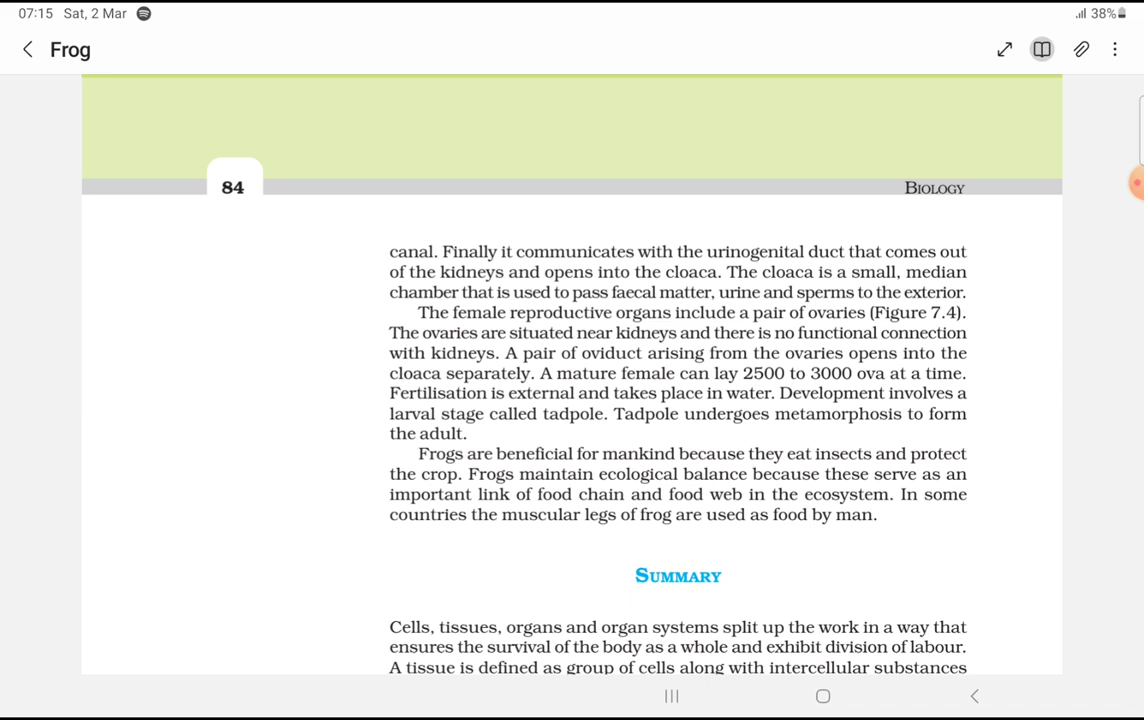 07:15 Sat, 2 Mar
38%
Frog
84
BIOLOGY
canal. Finally it communicates with the urinogenital duct that comes out
of the kidneys and opens into the cloaca. The cloaca is a small, median
chamber that is used to pass faecal matter, urine and sperms to the exterior.
The female reproductive organs include a pair of ovaries (Figure 7.4).
The ovaries are situated near kidneys and there is no functional connection
with kidneys. A pair of oviduct arising from the ovaries opens into the
cloaca separately. A mature female can lay 2500 to 3000 ova at a time.
Fertilisation is external and takes place in water. Development involves a
larval stage called tadpole. Tadpole undergoes metamorphosis to form
the adult.
Frogs are beneficial for mankind because they eat insects and protect
the crop. Frogs maintain ecological balance because these serve as an
important link of food chain and food web in the ecosystem. In some
countries the muscular legs of frog are used as food by man.
SUMMARY
Cells, tissues, organs and organ systems split up the work in a way that
ensures the survival of the body as a whole and exhibit division of labour.
A tissue is defined as group of cells along with intercellular substances